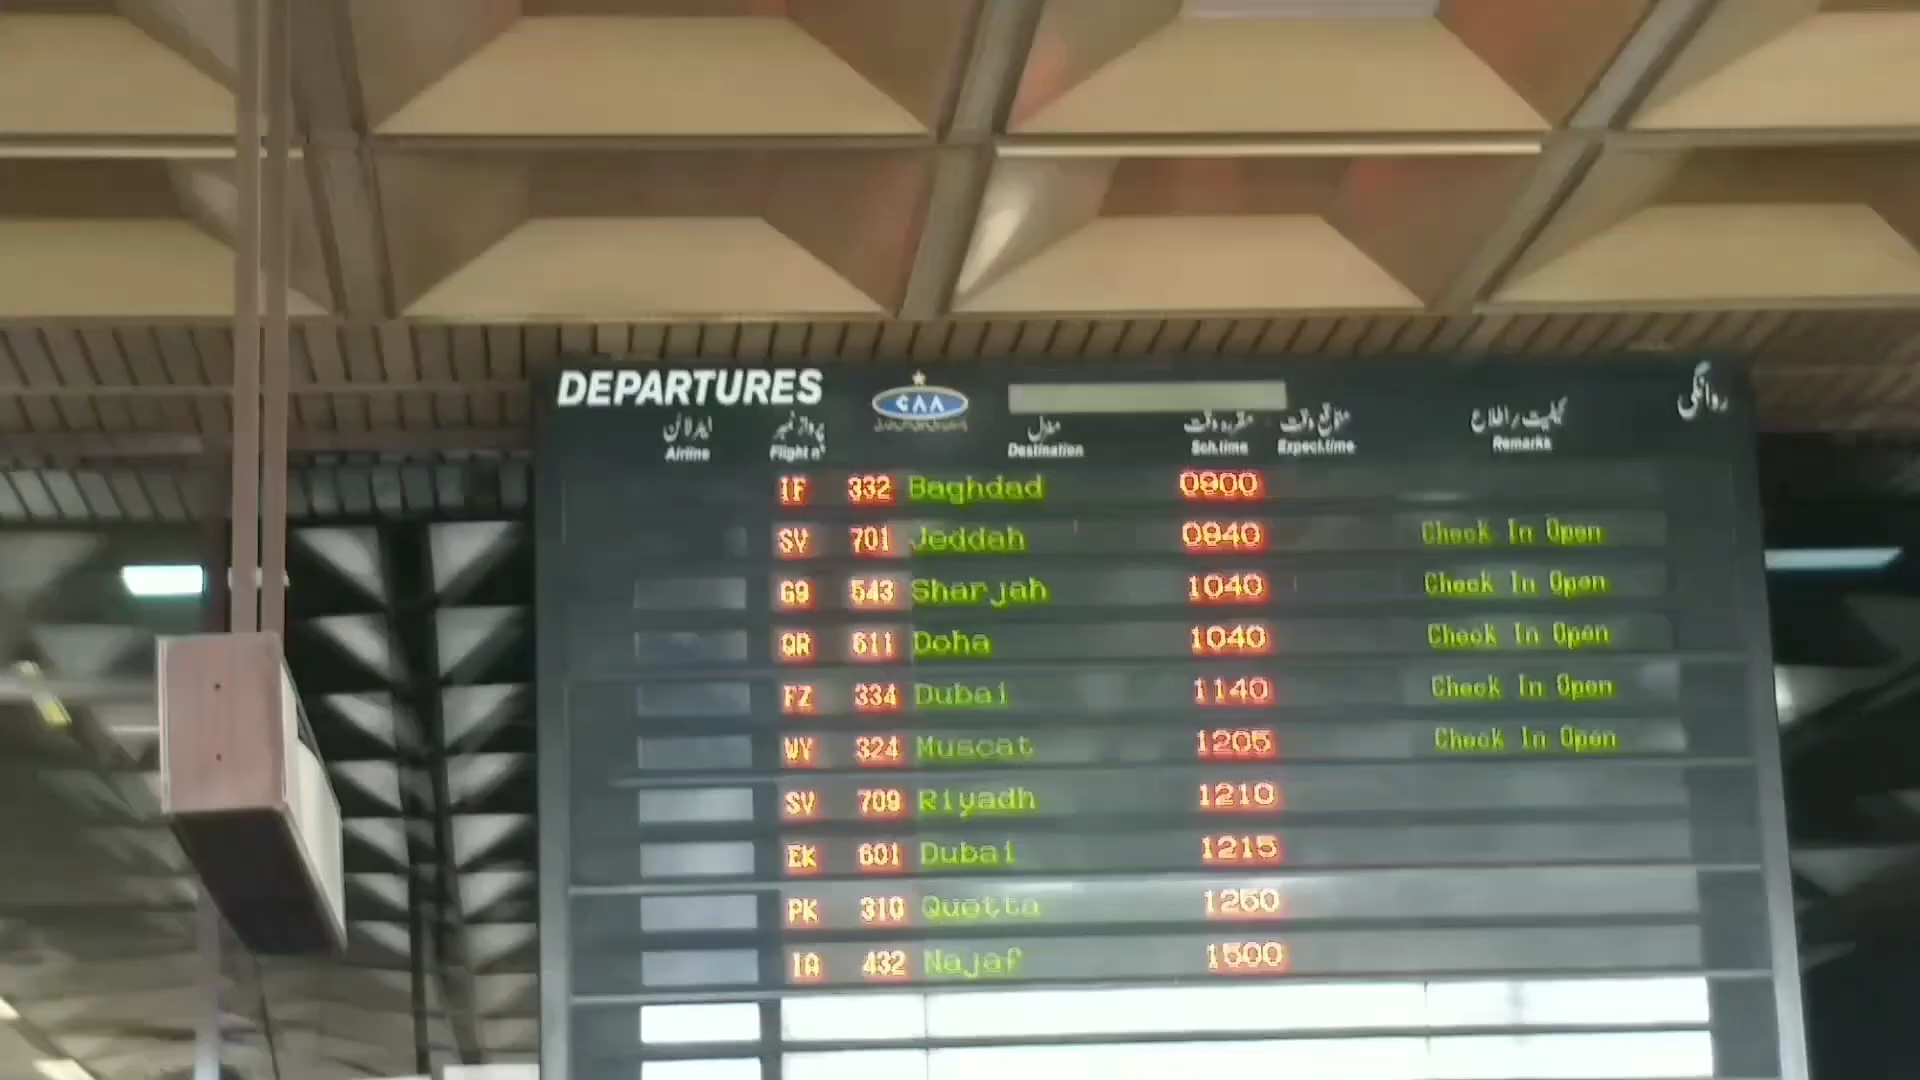 DEPARTURES CAA روانگی
ایئرلائن پرواز نمبر منزل مقررہ وقت متوقع وقت کیفیت / اطلاع
Airline Flight n° Destination Sch.time Expect.time Remarks
IF 332 Baghdad 0900
SV 701 Jeddah 0940 Check In Open
G9 543 Sharjah 1040 Check In Open
QR 611 Doha 1040 Check In Open
FZ 334 Dubai 1140 Check In Open
WY 324 Muscat 1205 Check In Open
SV 709 Riyadh 1210
EK 601 Dubai 1215
PK 310 Quetta 1250
IA 432 Najaf 1500